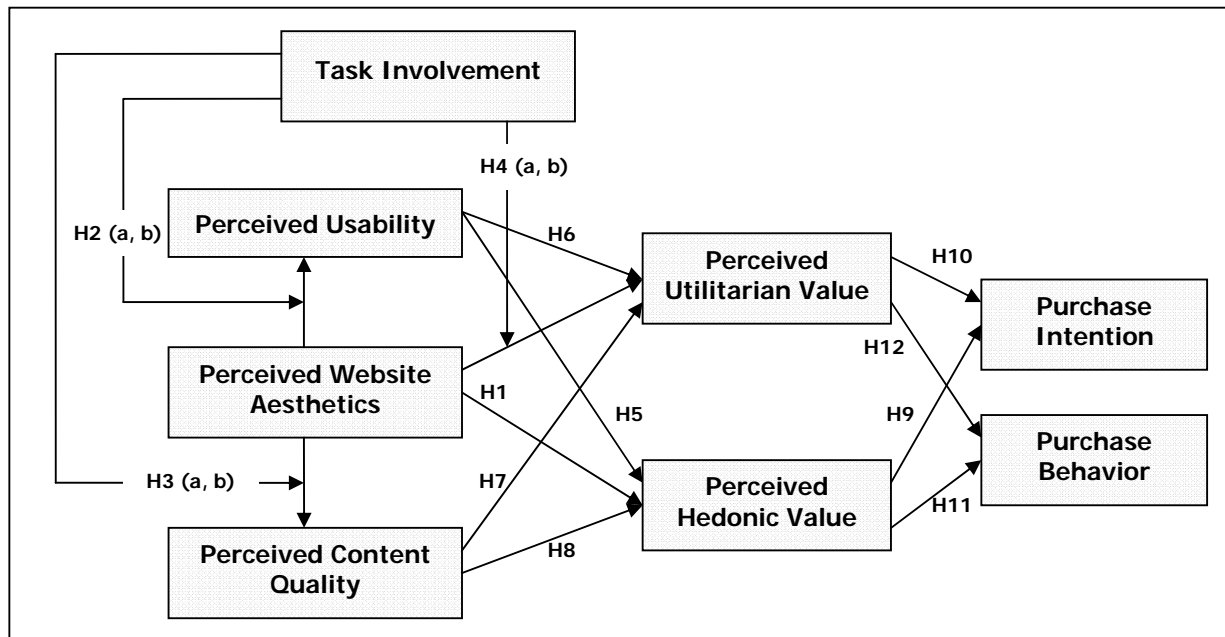 Task Involvement
H4 (a, b)
Perceived Usability
H2 (a, b)
H6
Perceived
Utilitarian Value
H10
Purchase
Intention
Perceived Website
Aesthetics
H1
H5
H12
H9
Purchase
Behavior
H3 (a, b)
H7
Perceived
Hedonic Value
H11
Perceived Content
Quality
H8